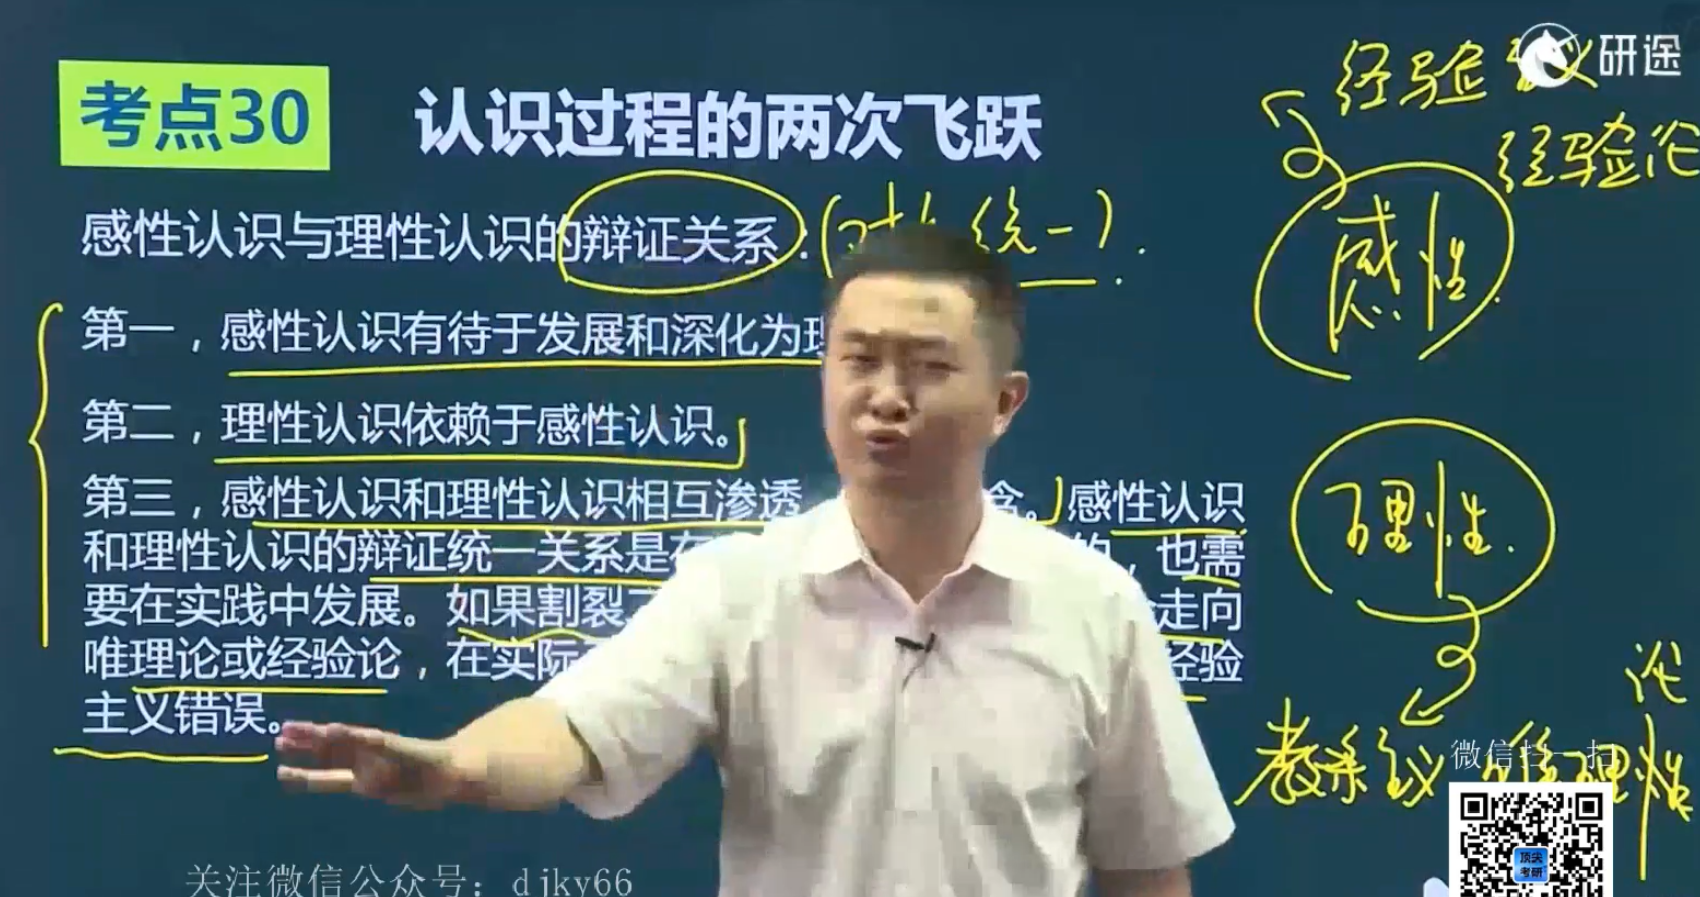 研途
考点30
认识过程的两次飞跃
经验
经验论
感性认识与理性认识的辩证关系：(对 统一).
感性
第一，感性认识有待于发展和深化为理
第二，理性认识依赖于感性认识。
理性.
第三，感性认识和理性认识相互渗透 含。感性认识
和理性认识的辩证统一关系是在 的，也需
要在实践中发展。如果割裂 走向
唯理论或经验论，在实际 经验
主义错误。
论
教条主义 唯理性
微信扫一扫
顶尖
考研
关注微信公众号：djky66